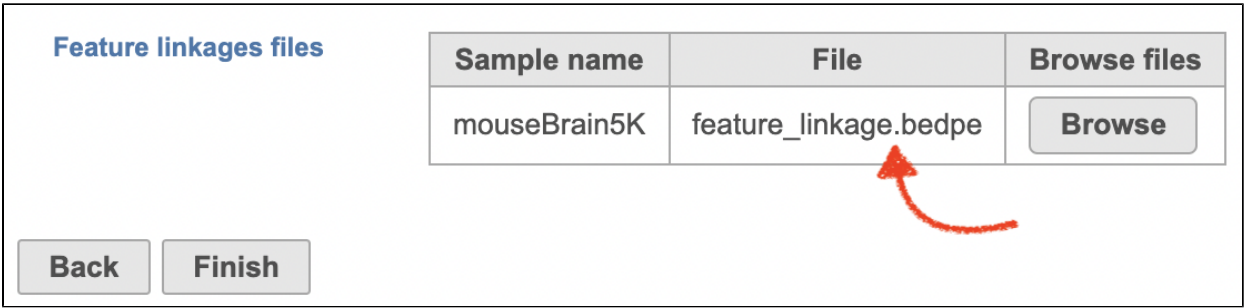 Feature linkages files
Sample name File Browse files
mouseBrain5K feature_linkage.bedpe Browse
Back Finish